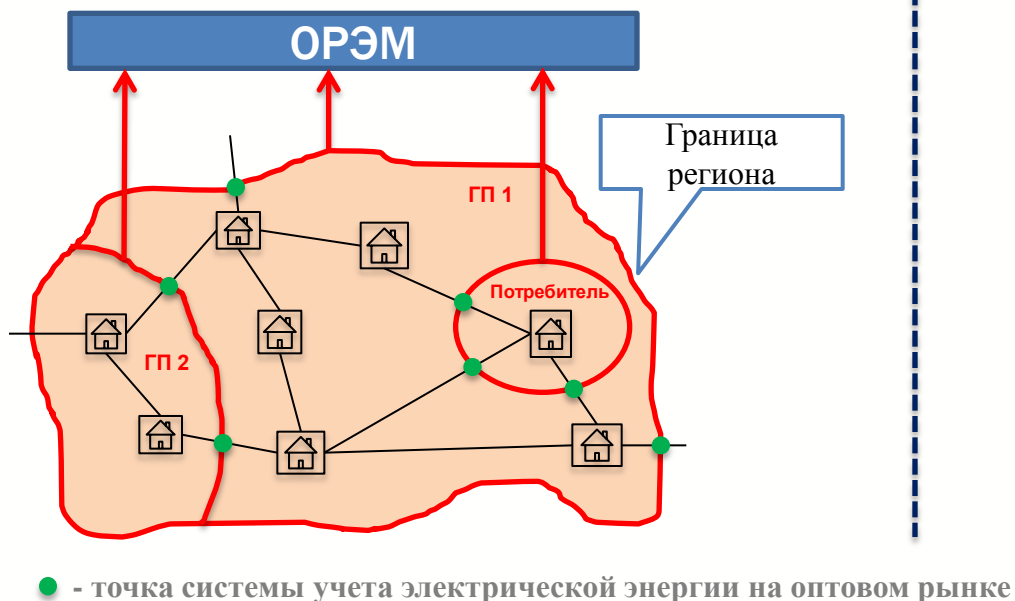 ОРЭМ
Граница
региона
ГП 1
Потребитель
ГП 2
- точка системы учета электрической энергии на оптовом рынке